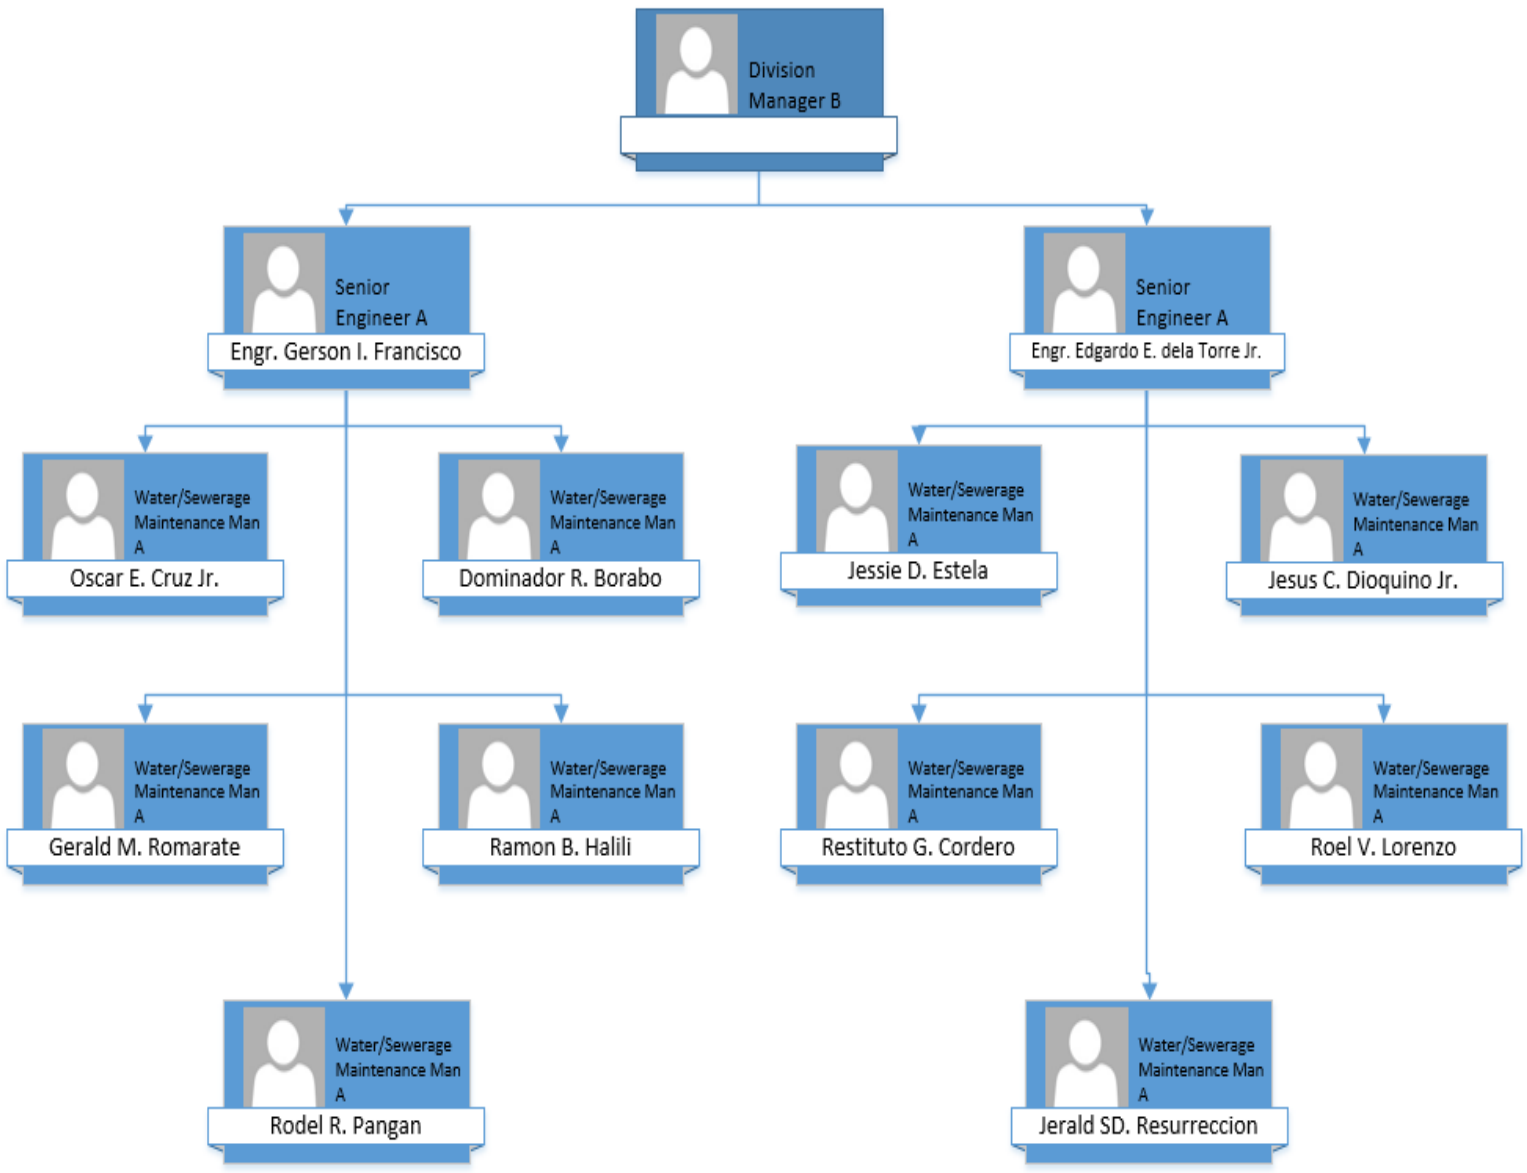 Division
Manager B
Senior
Engineer A
Engr. Gerson I. Francisco
Senior
Engineer A
Engr. Edgardo E. dela Torre Jr.
Water/Sewerage
Maintenance Man
A
Oscar E. Cruz Jr.
Water/Sewerage
Maintenance Man
A
Dominador R. Borabo
Water/Sewerage
Maintenance Man
A
Jessie D. Estela
Water/Sewerage
Maintenance Man
A
Jesus C. Dioquino Jr.
Water/Sewerage
Maintenance Man
A
Gerald M. Romarate
Water/Sewerage
Maintenance Man
A
Ramon B. Halili
Water/Sewerage
Maintenance Man
A
Restituto G. Cordero
Water/Sewerage
Maintenance Man
A
Roel V. Lorenzo
Water/Sewerage
Maintenance Man
A
Rodel R. Pangan
Water/Sewerage
Maintenance Man
A
Jerald SD. Resurreccion